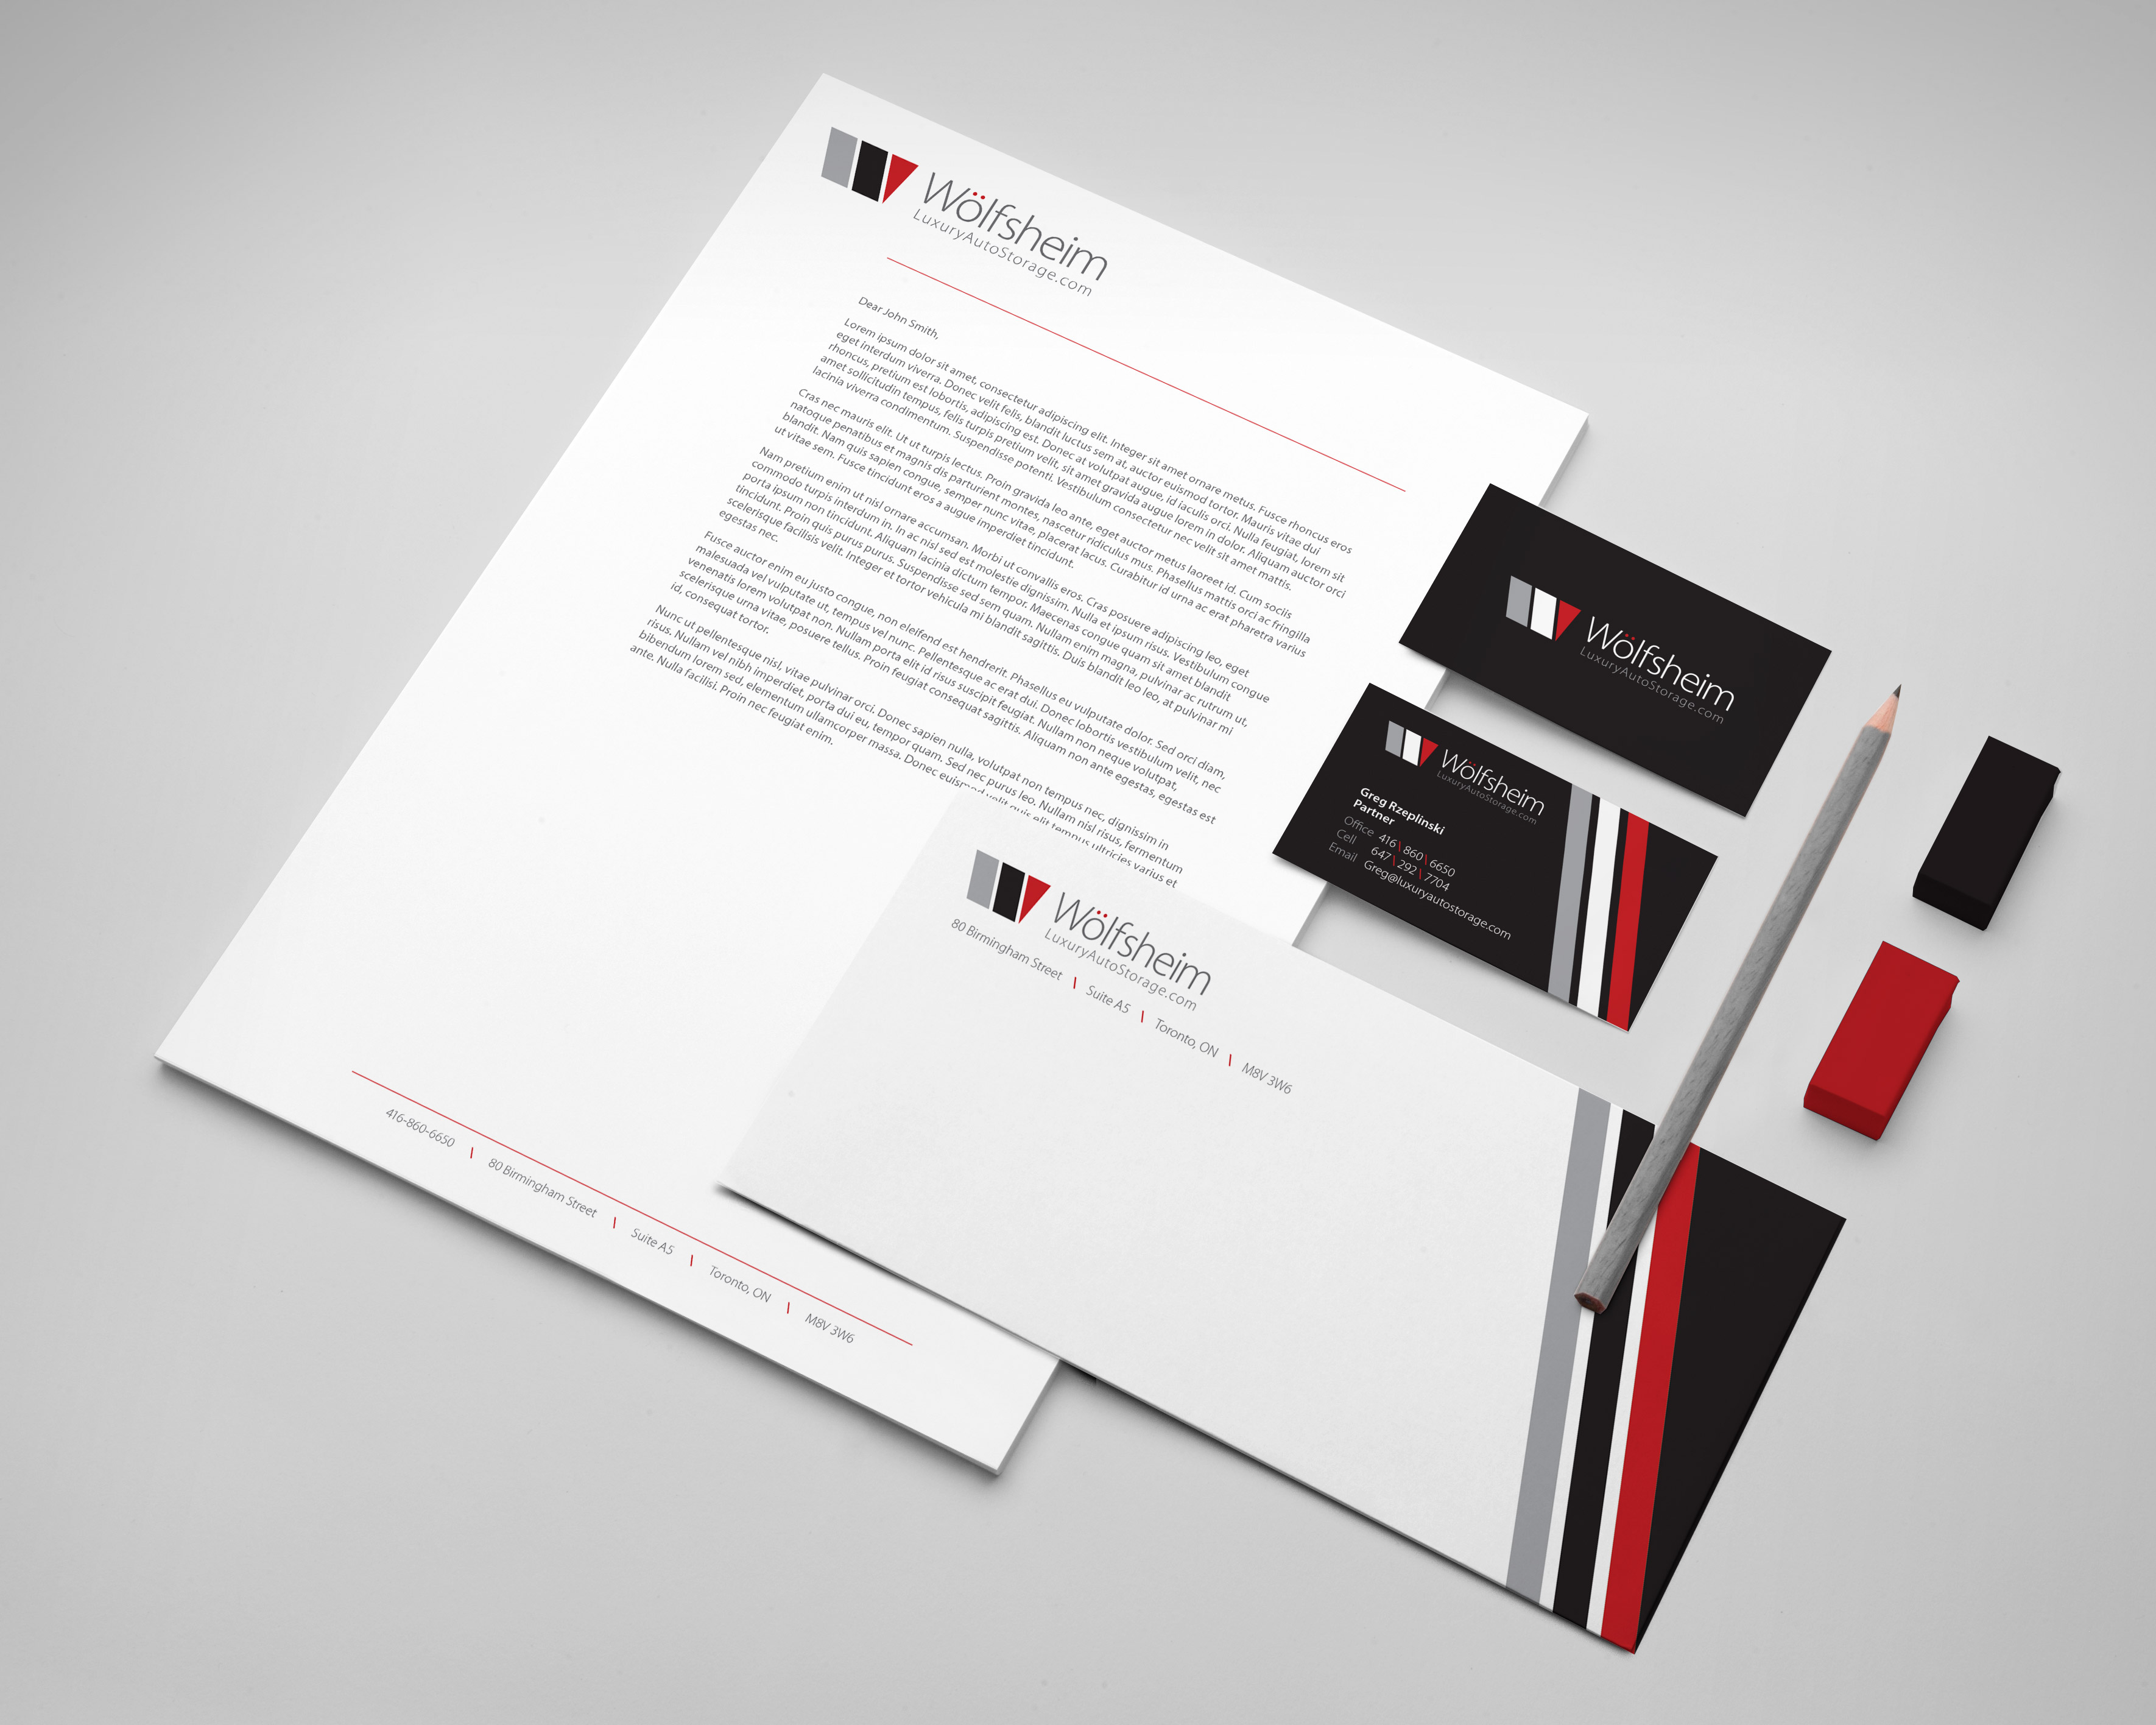 Wölfsheim
LuxuryAutoStorage.com
Dear John Smith,
Lorem ipsum dolor sit amet, consectetur adipiscing elit. Integer sit amet ornare metus. Fusce rhoncus eros
eget interdum viverra. Donec velit felis, blandit luctus sem at, auctor euismod tortor. Mauris vitae dui
rhoncus, pretium est lobortis, adipiscing est. Donec at volutpat augue, id iaculis orci. Nulla feugiat, lorem sit
amet sollicitudin tempus, felis turpis pretium velit, sit amet gravida augue lorem in dolor. Aliquam auctor orci
lacinia viverra condimentum. Suspendisse potenti. Vestibulum consectetur nec velit sit amet mattis.
Cras nec mauris elit. Ut ut turpis lectus. Proin gravida leo ante, eget auctor metus laoreet id. Cum sociis
natoque penatibus et magnis dis parturient montes, nascetur ridiculus mus. Phasellus mattis orci ac fringilla
blandit. Nam quis sapien congue, semper nunc vitae, placerat lacus. Curabitur id urna ac erat pharetra varius
ut vitae sem. Fusce tincidunt eros a augue imperdiet tincidunt.
Nam pretium enim ut nisl ornare accumsan. Morbi ut convallis eros. Cras posuere adipiscing leo, eget
commodo turpis interdum in. In ac nisl sed est molestie dignissim. Nulla et ipsum risus. Vestibulum congue
porta ipsum non tincidunt. Aliquam lacinia dictum tempor. Maecenas congue quam sit amet blandit
tincidunt. Proin quis purus purus. Suspendisse sed sem quam. Nullam enim magna, pulvinar ac rutrum ut,
scelerisque facilisis velit. Integer et tortor vehicula mi blandit sagittis. Duis blandit leo leo, at pulvinar mi
egestas nec.
Fusce auctor enim eu justo congue, non eleifend est hendrerit. Phasellus eu vulputate dolor. Sed orci diam,
malesuada vel vulputate ut, tempus vel nunc. Pellentesque ac erat dui. Donec lobortis vestibulum velit, nec
venenatis lorem volutpat non. Nullam porta elit id risus suscipit feugiat. Nullam non neque volutpat,
scelerisque urna vitae, posuere tellus. Proin feugiat consequat sagittis. Aliquam non ante egestas, egestas est
id, consequat tortor.
Nunc ut pellentesque nisl, vitae pulvinar orci. Donec sapien nulla, volutpat non tempus nec, dignissim in
risus. Nullam vel nibh imperdiet, porta dui eu, tempor quam. Sed nec purus leo. Nullam nisl risus, fermentum
bibendum lorem sed, elementum ullamcorper massa. Donec euismod velit quis elit tempus ultricies varius et
ante. Nulla facilisi. Proin nec feugiat enim.
416-860-6650 \ 80 Birmingham Street \ Suite A5 \ Toronto, ON \ M8V 3W6
Wölfsheim
LuxuryAutoStorage.com
Wölfsheim
LuxuryAutoStorage.com
Greg Rzeplinski
Partner
Office 416\860\6650
Cell 647\292\7704
Email Greg@luxuryautostorage.com
Wölfsheim
LuxuryAutoStorage.com
80 Birmingham Street \ Suite A5 \ Toronto, ON \ M8V 3W6